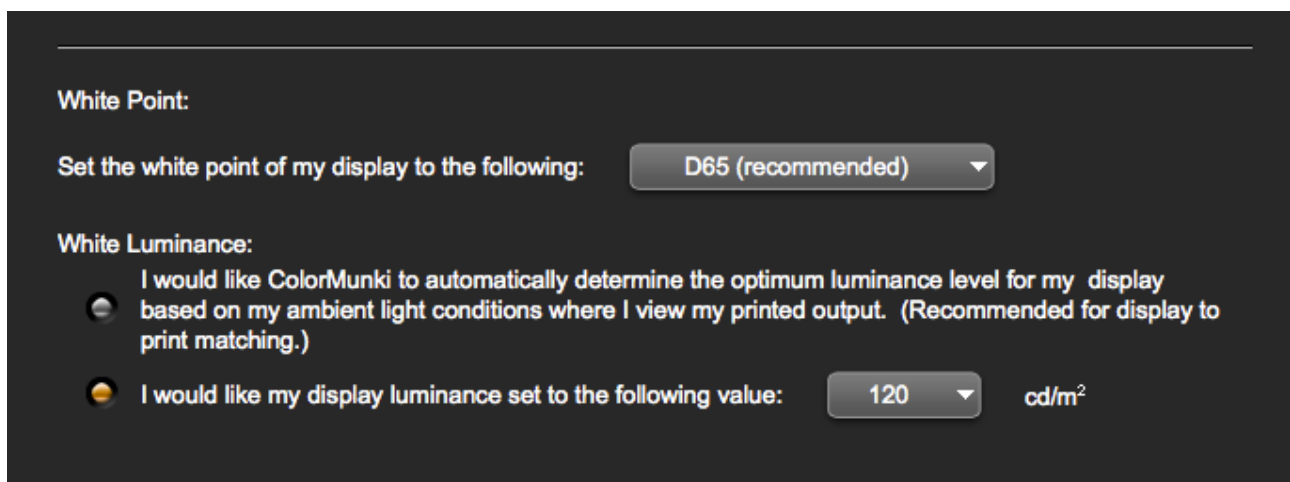 White Point:
Set the white point of my display to the following: D65 (recommended)
White Luminance:
I would like ColorMunki to automatically determine the optimum luminance level for my  display
based on my ambient light conditions where I view my printed output.  (Recommended for display to
print matching.)
I would like my display luminance set to the following value: 120 cd/m²